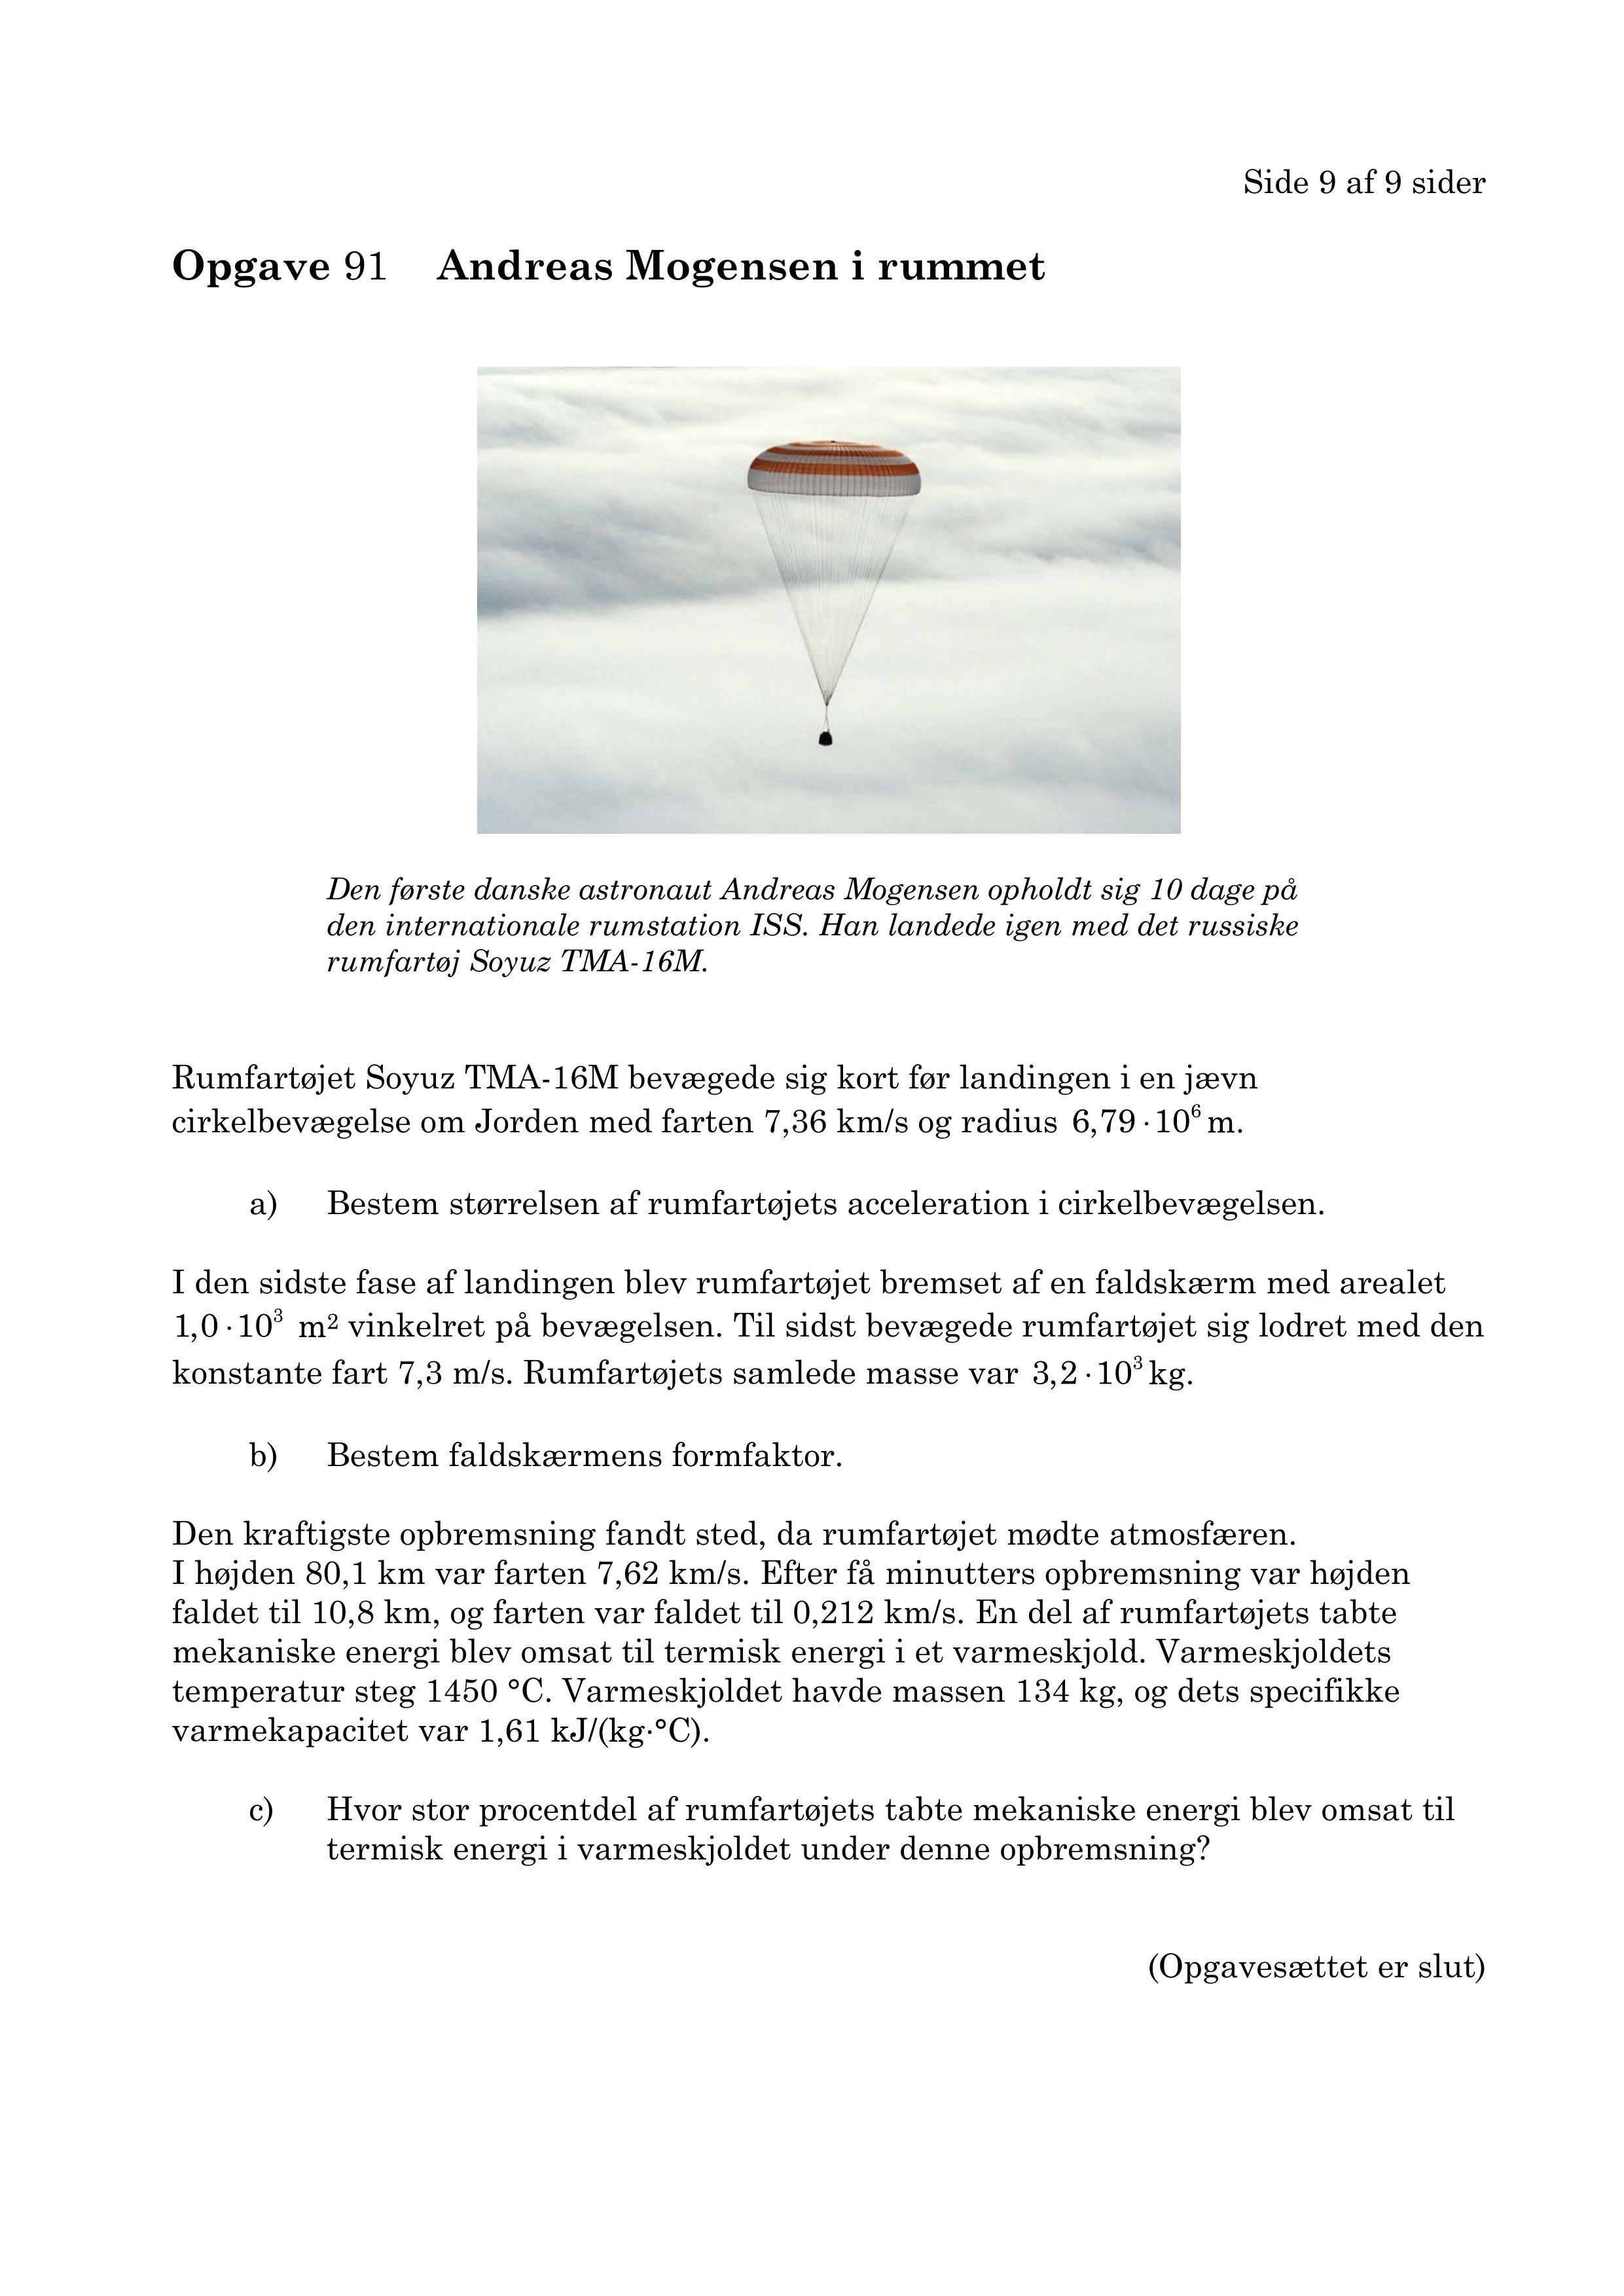 Side 9 af 9 sider
Opgave 91 Andreas Mogensen i rummet
Den første danske astronaut Andreas Mogensen opholdt sig 10 dage på
den internationale rumstation ISS. Han landede igen med det russiske
rumfartøj Soyuz TMA-16M.
Rumfartøjet Soyuz TMA-16M bevægede sig kort før landingen i en jævn
cirkelbevægelse om Jorden med farten 7,36 km/s og radius 6,79·10⁶ m.
a) Bestem størrelsen af rumfartøjets acceleration i cirkelbevægelsen.
I den sidste fase af landingen blev rumfartøjet bremset af en faldskærm med arealet
1,0·10³ m² vinkelret på bevægelsen. Til sidst bevægede rumfartøjet sig lodret med den
konstante fart 7,3 m/s. Rumfartøjets samlede masse var 3,2·10³ kg.
b) Bestem faldskærmens formfaktor.
Den kraftigste opbremsning fandt sted, da rumfartøjet mødte atmosfæren.
I højden 80,1 km var farten 7,62 km/s. Efter få minutters opbremsning var højden
faldet til 10,8 km, og farten var faldet til 0,212 km/s. En del af rumfartøjets tabte
mekaniske energi blev omsat til termisk energi i et varmeskjold. Varmeskjoldets
temperatur steg 1450 °C. Varmeskjoldet havde massen 134 kg, og dets specifikke
varmekapacitet var 1,61 kJ/(kg·°C).
c) Hvor stor procentdel af rumfartøjets tabte mekaniske energi blev omsat til
termisk energi i varmeskjoldet under denne opbremsning?
(Opgavesættet er slut)